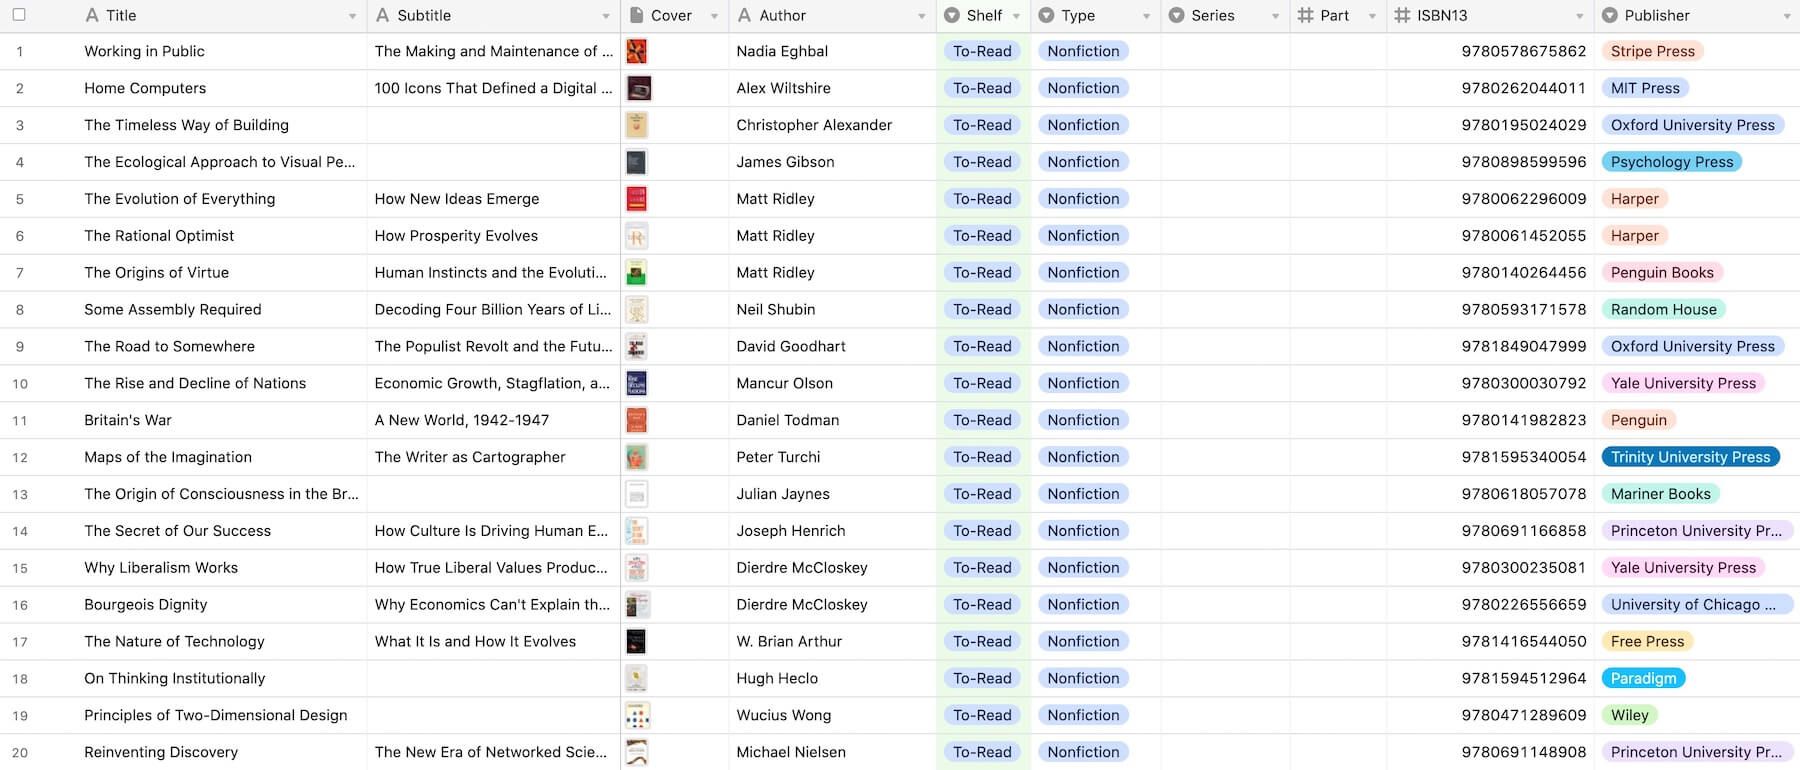 Title Subtitle Cover Author Shelf Type Series Part ISBN13 Publisher
1 Working in Public The Making and Maintenance of ... Nadia Eghbal To-Read Nonfiction 9780578675862 Stripe Press
2 Home Computers 100 Icons That Defined a Digital ... Alex Wiltshire To-Read Nonfiction 9780262044011 MIT Press
3 The Timeless Way of Building Christopher Alexander To-Read Nonfiction 9780195024029 Oxford University Press
4 The Ecological Approach to Visual Pe... James Gibson To-Read Nonfiction 9780898599596 Psychology Press
5 The Evolution of Everything How New Ideas Emerge Matt Ridley To-Read Nonfiction 9780062296009 Harper
6 The Rational Optimist How Prosperity Evolves Matt Ridley To-Read Nonfiction 9780061452055 Harper
7 The Origins of Virtue Human Instincts and the Evoluti... Matt Ridley To-Read Nonfiction 9780140264456 Penguin Books
8 Some Assembly Required Decoding Four Billion Years of Li... Neil Shubin To-Read Nonfiction 9780593171578 Random House
9 The Road to Somewhere The Populist Revolt and the Futu... David Goodhart To-Read Nonfiction 9781849047999 Oxford University Press
10 The Rise and Decline of Nations Economic Growth, Stagflation, a... Mancur Olson To-Read Nonfiction 9780300030792 Yale University Press
11 Britain's War A New World, 1942-1947 Daniel Todman To-Read Nonfiction 9780141982823 Penguin
12 Maps of the Imagination The Writer as Cartographer Peter Turchi To-Read Nonfiction 9781595340054 Trinity University Press
13 The Origin of Consciousness in the Br... Julian Jaynes To-Read Nonfiction 9780618057078 Mariner Books
14 The Secret of Our Success How Culture Is Driving Human E... Joseph Henrich To-Read Nonfiction 9780691166858 Princeton University Pr...
15 Why Liberalism Works How True Liberal Values Produc... Dierdre McCloskey To-Read Nonfiction 9780300235081 Yale University Press
16 Bourgeois Dignity Why Economics Can't Explain th... Dierdre McCloskey To-Read Nonfiction 9780226556659 University of Chicago ...
17 The Nature of Technology What It Is and How It Evolves W. Brian Arthur To-Read Nonfiction 9781416544050 Free Press
18 On Thinking Institutionally Hugh Heclo To-Read Nonfiction 9781594512964 Paradigm
19 Principles of Two-Dimensional Design Wucius Wong To-Read Nonfiction 9780471289609 Wiley
20 Reinventing Discovery The New Era of Networked Scie... Michael Nielsen To-Read Nonfiction 9780691148908 Princeton University Pr...